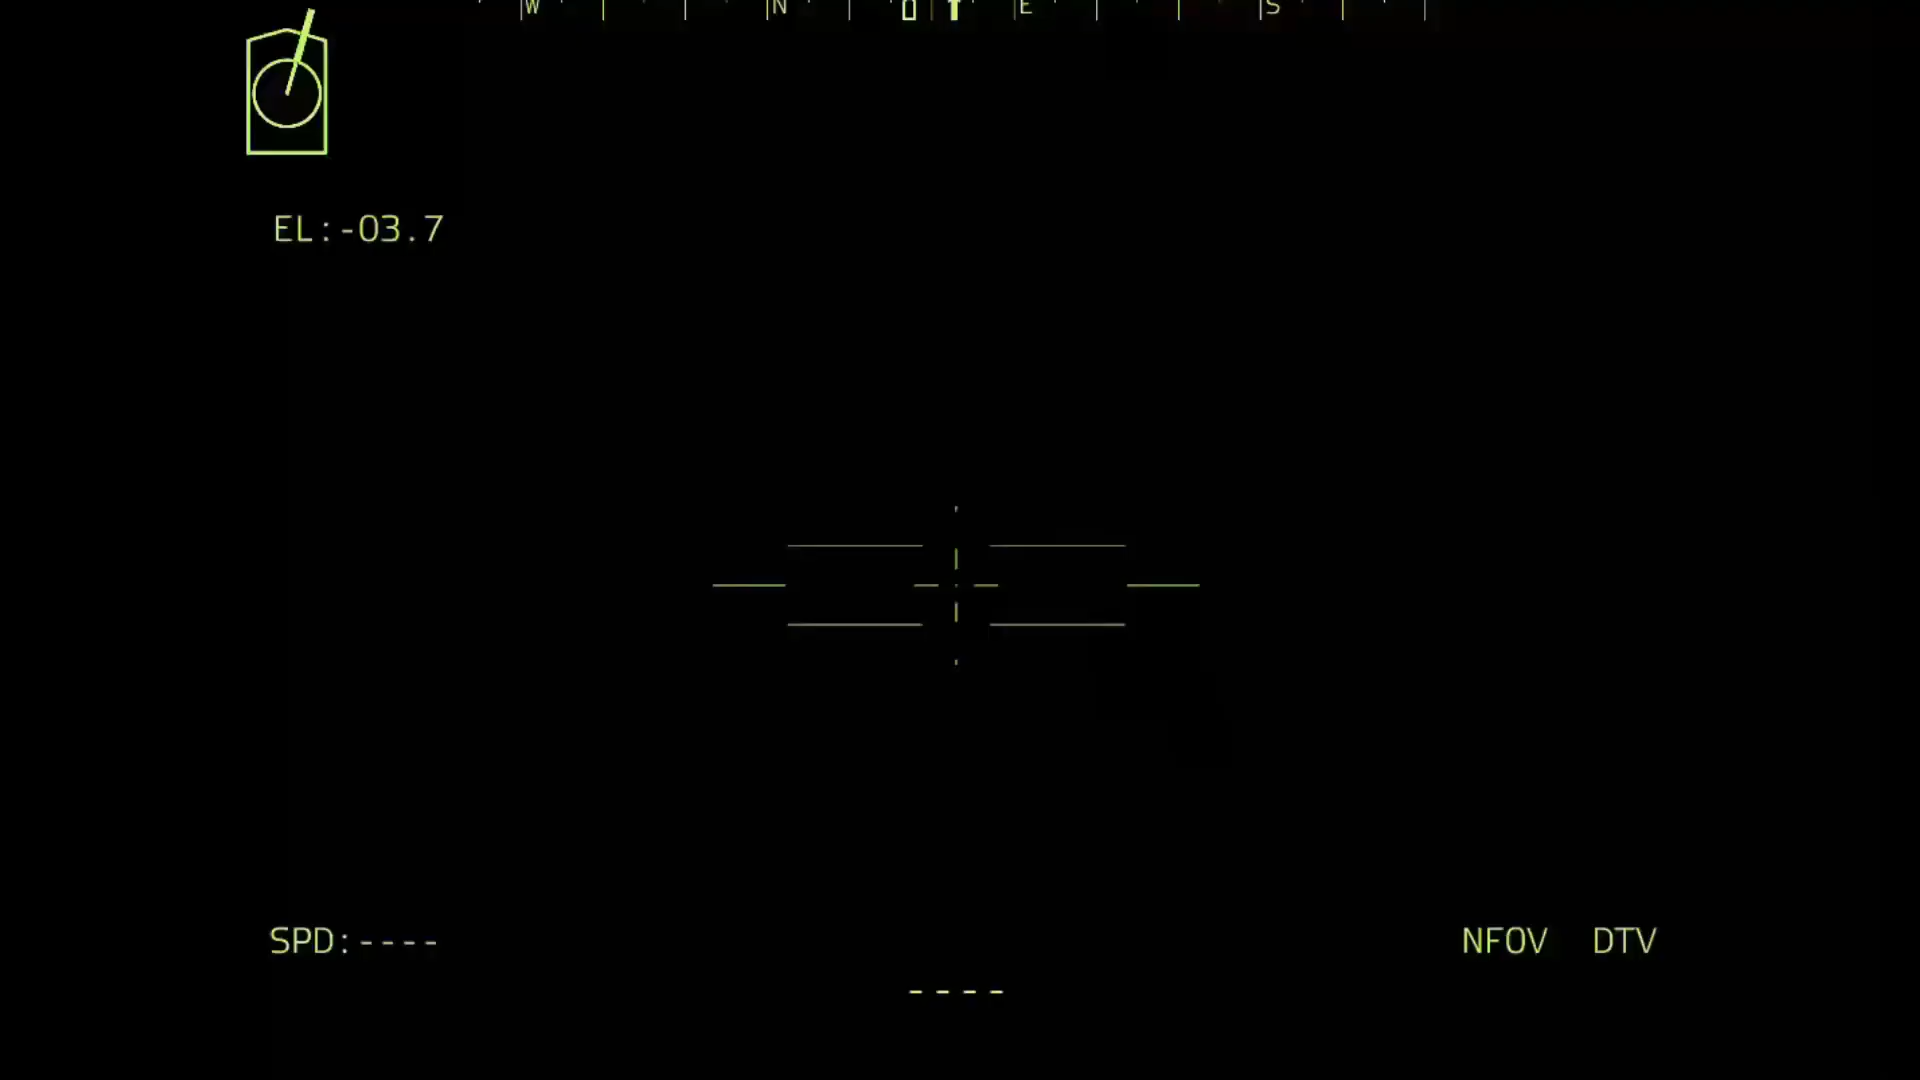 W N E S
EL:-03.7
SPD:---- NFOV DTV
----